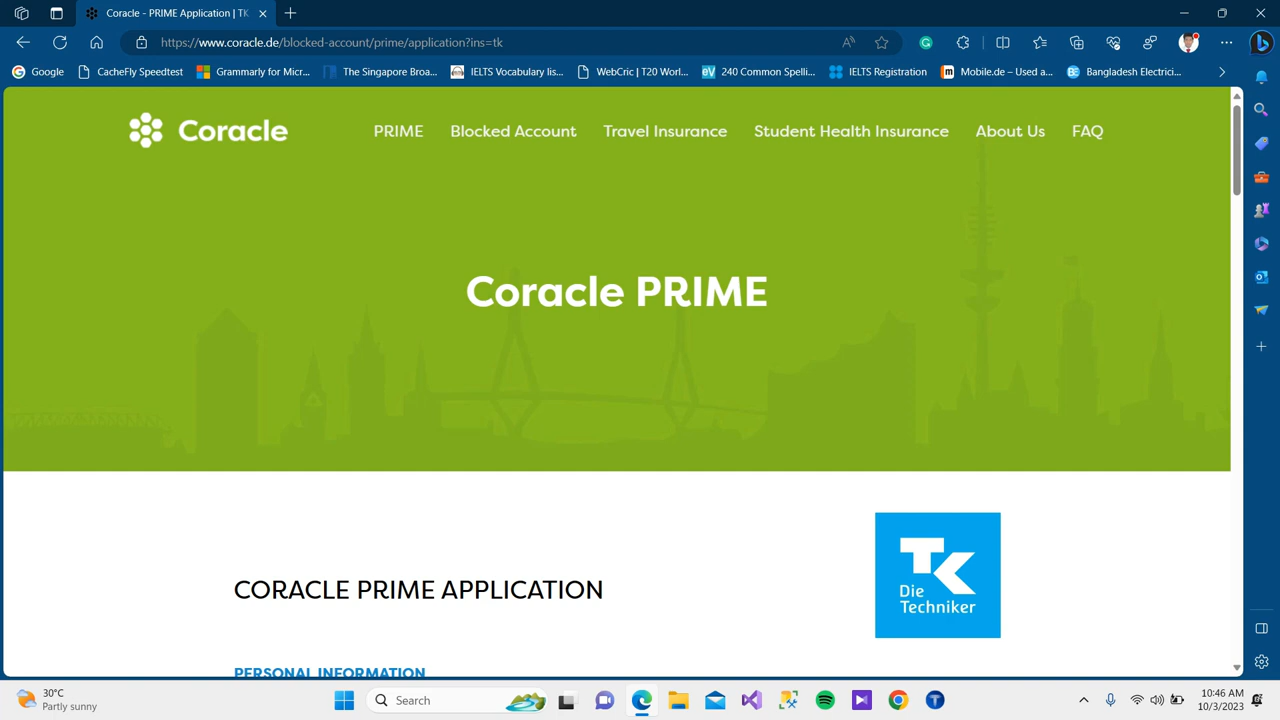 Coracle - PRIME Application | TK
https://www.coracle.de/blocked-account/prime/application?ins=tk
Google
CacheFly Speedtest
Grammarly for Micr...
The Singapore Broa...
IELTS Vocabulary lis...
WebCric | T20 Worl...
240 Common Spelli...
IELTS Registration
Mobile.de – Used a...
Bangladesh Electrici...
Coracle
PRIME
Blocked Account
Travel Insurance
Student Health Insurance
About Us
FAQ
Coracle PRIME
CORACLE PRIME APPLICATION
TK
Die
Techniker
PERSONAL INFORMATION
30°C
Partly sunny
Search
10:46 AM
10/3/2023